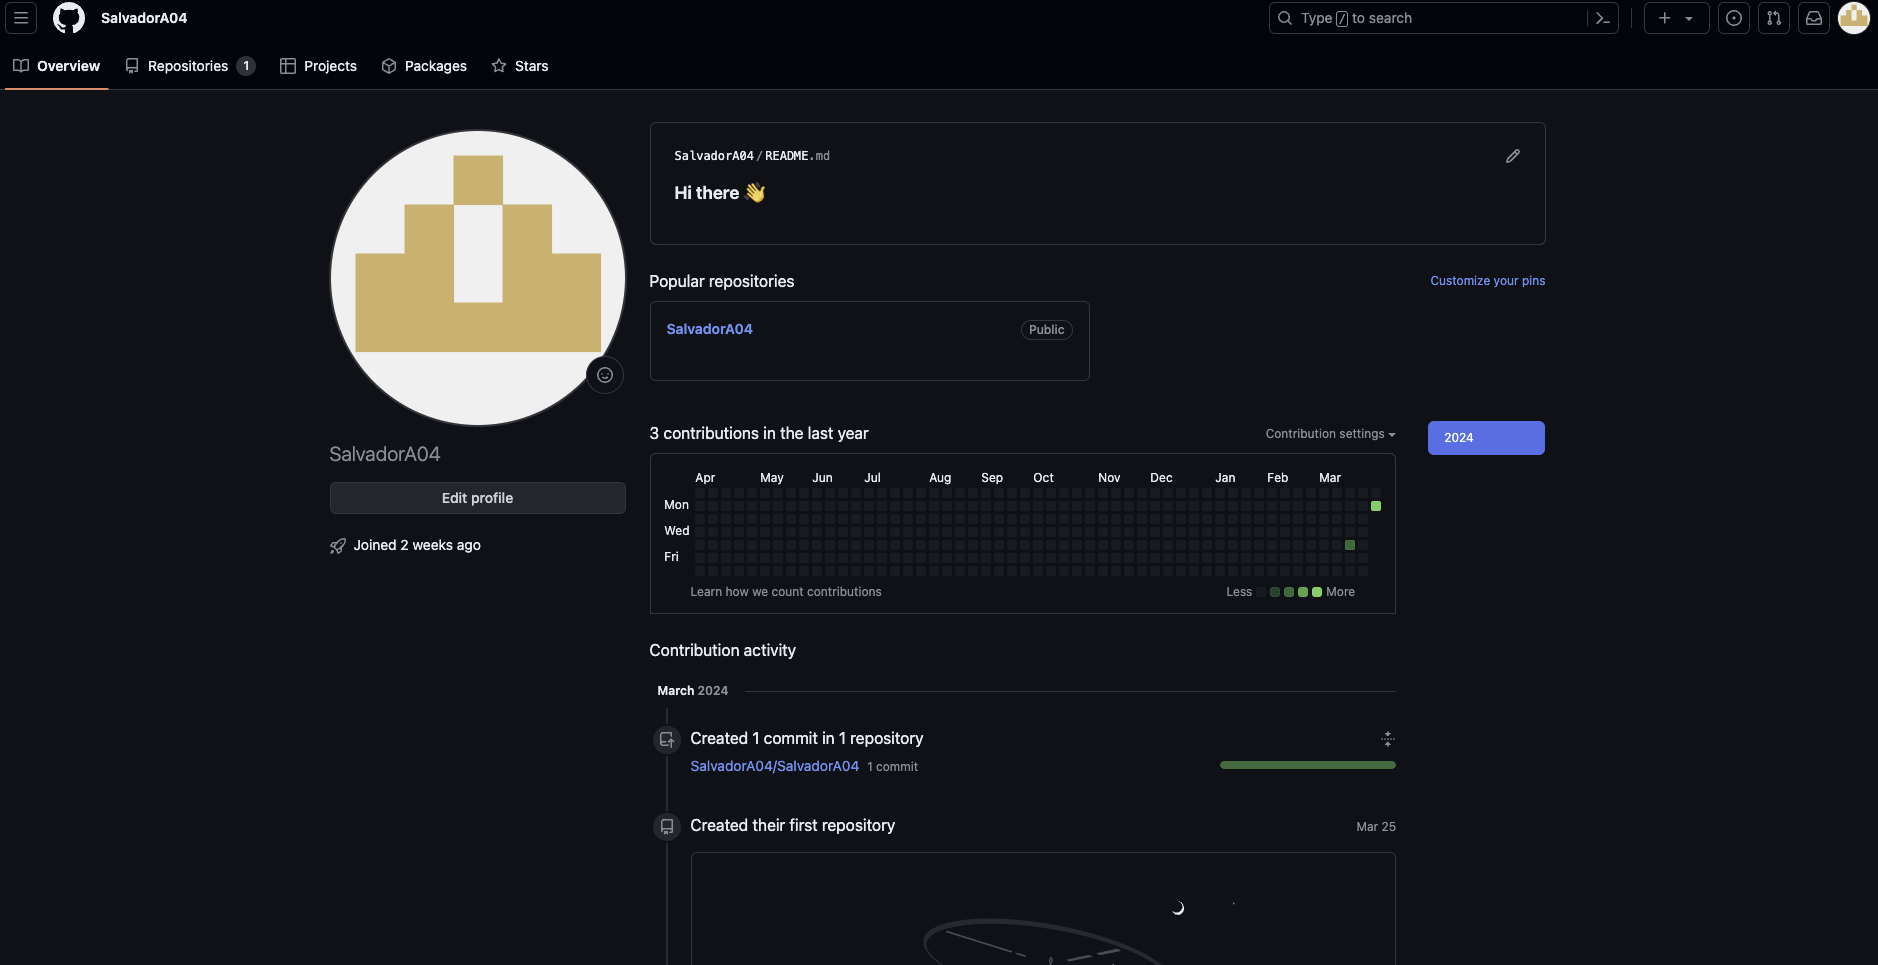 SalvadorA04
Type / to search
Overview Repositories 1 Projects Packages Stars
SalvadorA04/README.md
Hi there 👋
Popular repositories
Customize your pins
SalvadorA04 Public
SalvadorA04
Edit profile
Joined 2 weeks ago
3 contributions in the last year
Contribution settings
2024
Apr May Jun Jul Aug Sep Oct Nov Dec Jan Feb Mar
Mon
Wed
Fri
Learn how we count contributions
Less More
Contribution activity
March 2024
Created 1 commit in 1 repository
SalvadorA04/SalvadorA04 1 commit
Created their first repository
Mar 25